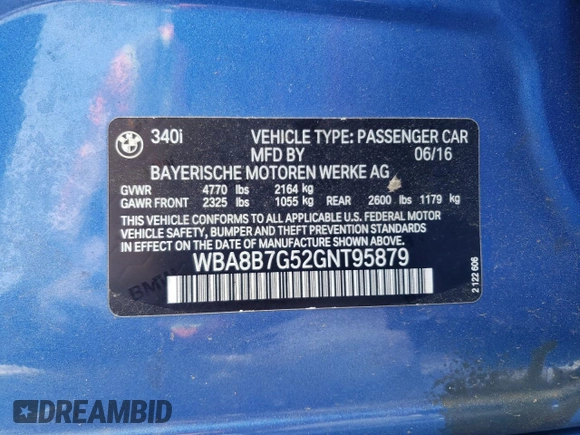 BMW 340i VEHICLE TYPE: PASSENGER CAR
MFD BY 06/16
BAYERISCHE MOTOREN WERKE AG
GVWR 4770 lbs 2164 kg
GAWR FRONT 2325 lbs 1055 kg REAR 2600 lbs 1179 kg
THIS VEHICLE CONFORMS TO ALL APPLICABLE U.S. FEDERAL MOTOR
VEHICLE SAFETY, BUMPER AND THEFT PREVENTION STANDARDS
IN EFFECT ON THE DATE OF MANUFACTURE SHOWN ABOVE.
WBA8B7G52GNT95879
2 122 606
BMW
DREAMBID